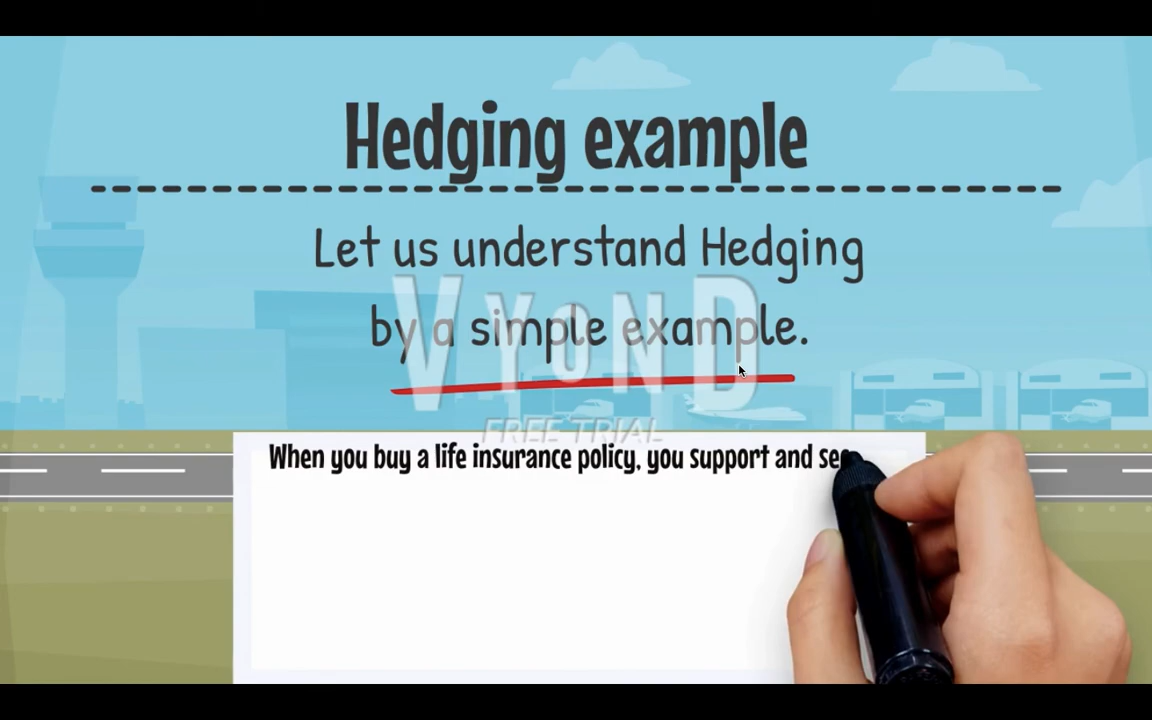 Hedging example
Let us understand Hedging
by a simple example.
VYOND
FREE TRIAL
When you buy a life insurance policy, you support and